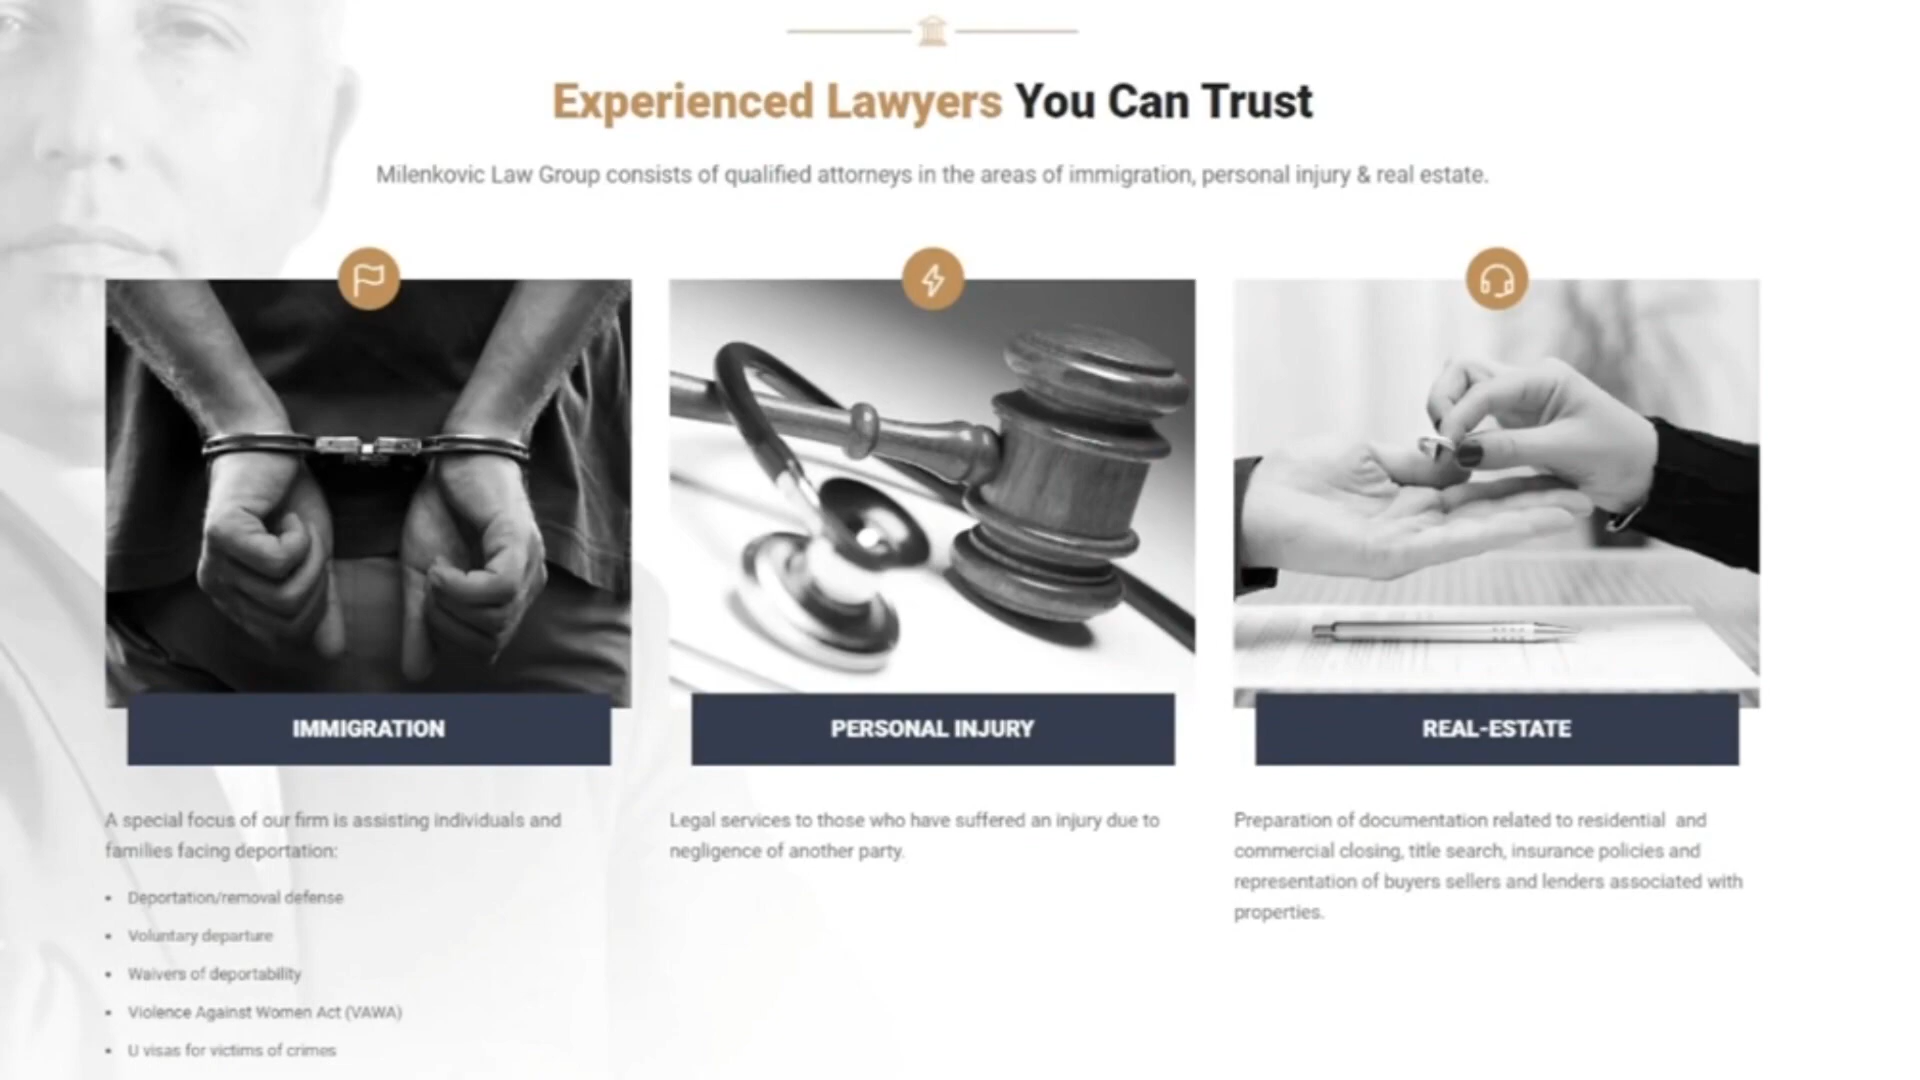 Experienced Lawyers You Can Trust
Milenkovic Law Group consists of qualified attorneys in the areas of immigration, personal injury & real estate.
IMMIGRATION
A special focus of our firm is assisting individuals and
families facing deportation:
• Deportation/removal defense
• Voluntary departure
• Waivers of deportability
• Violence Against Women Act (VAWA)
• U visas for victims of crimes
PERSONAL INJURY
Legal services to those who have suffered an injury due to
negligence of another party.
REAL-ESTATE
Preparation of documentation related to residential and
commercial closing, title search, insurance policies and
representation of buyers sellers and lenders associated with
properties.